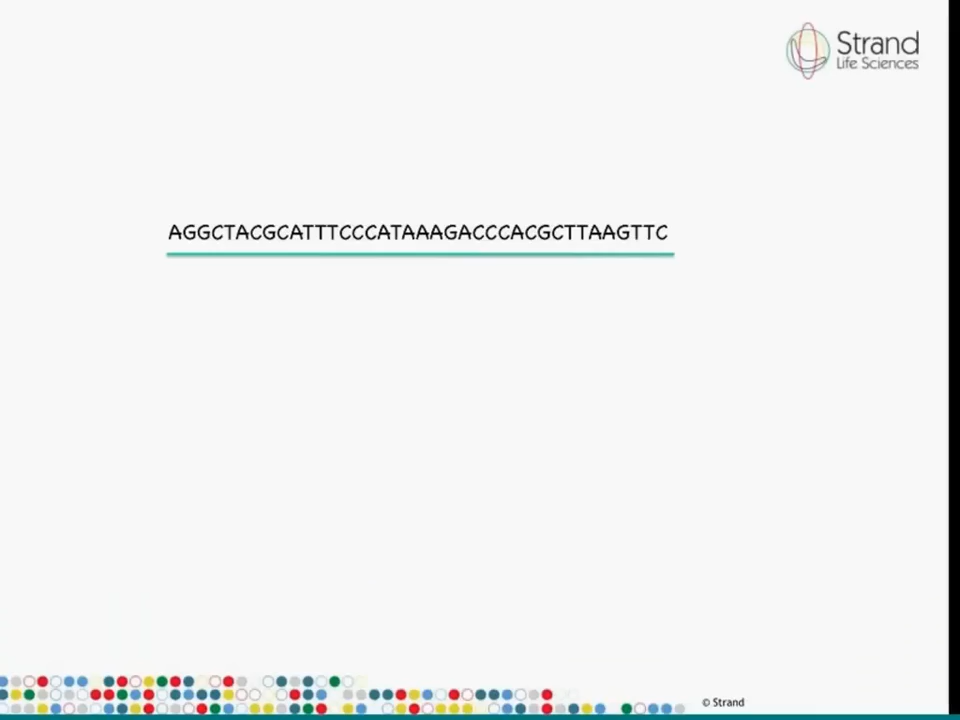 Strand
Life Sciences
AGGCTACGCATTTCCCATAAAGACCCACGCTTAAGTTC
© Strand